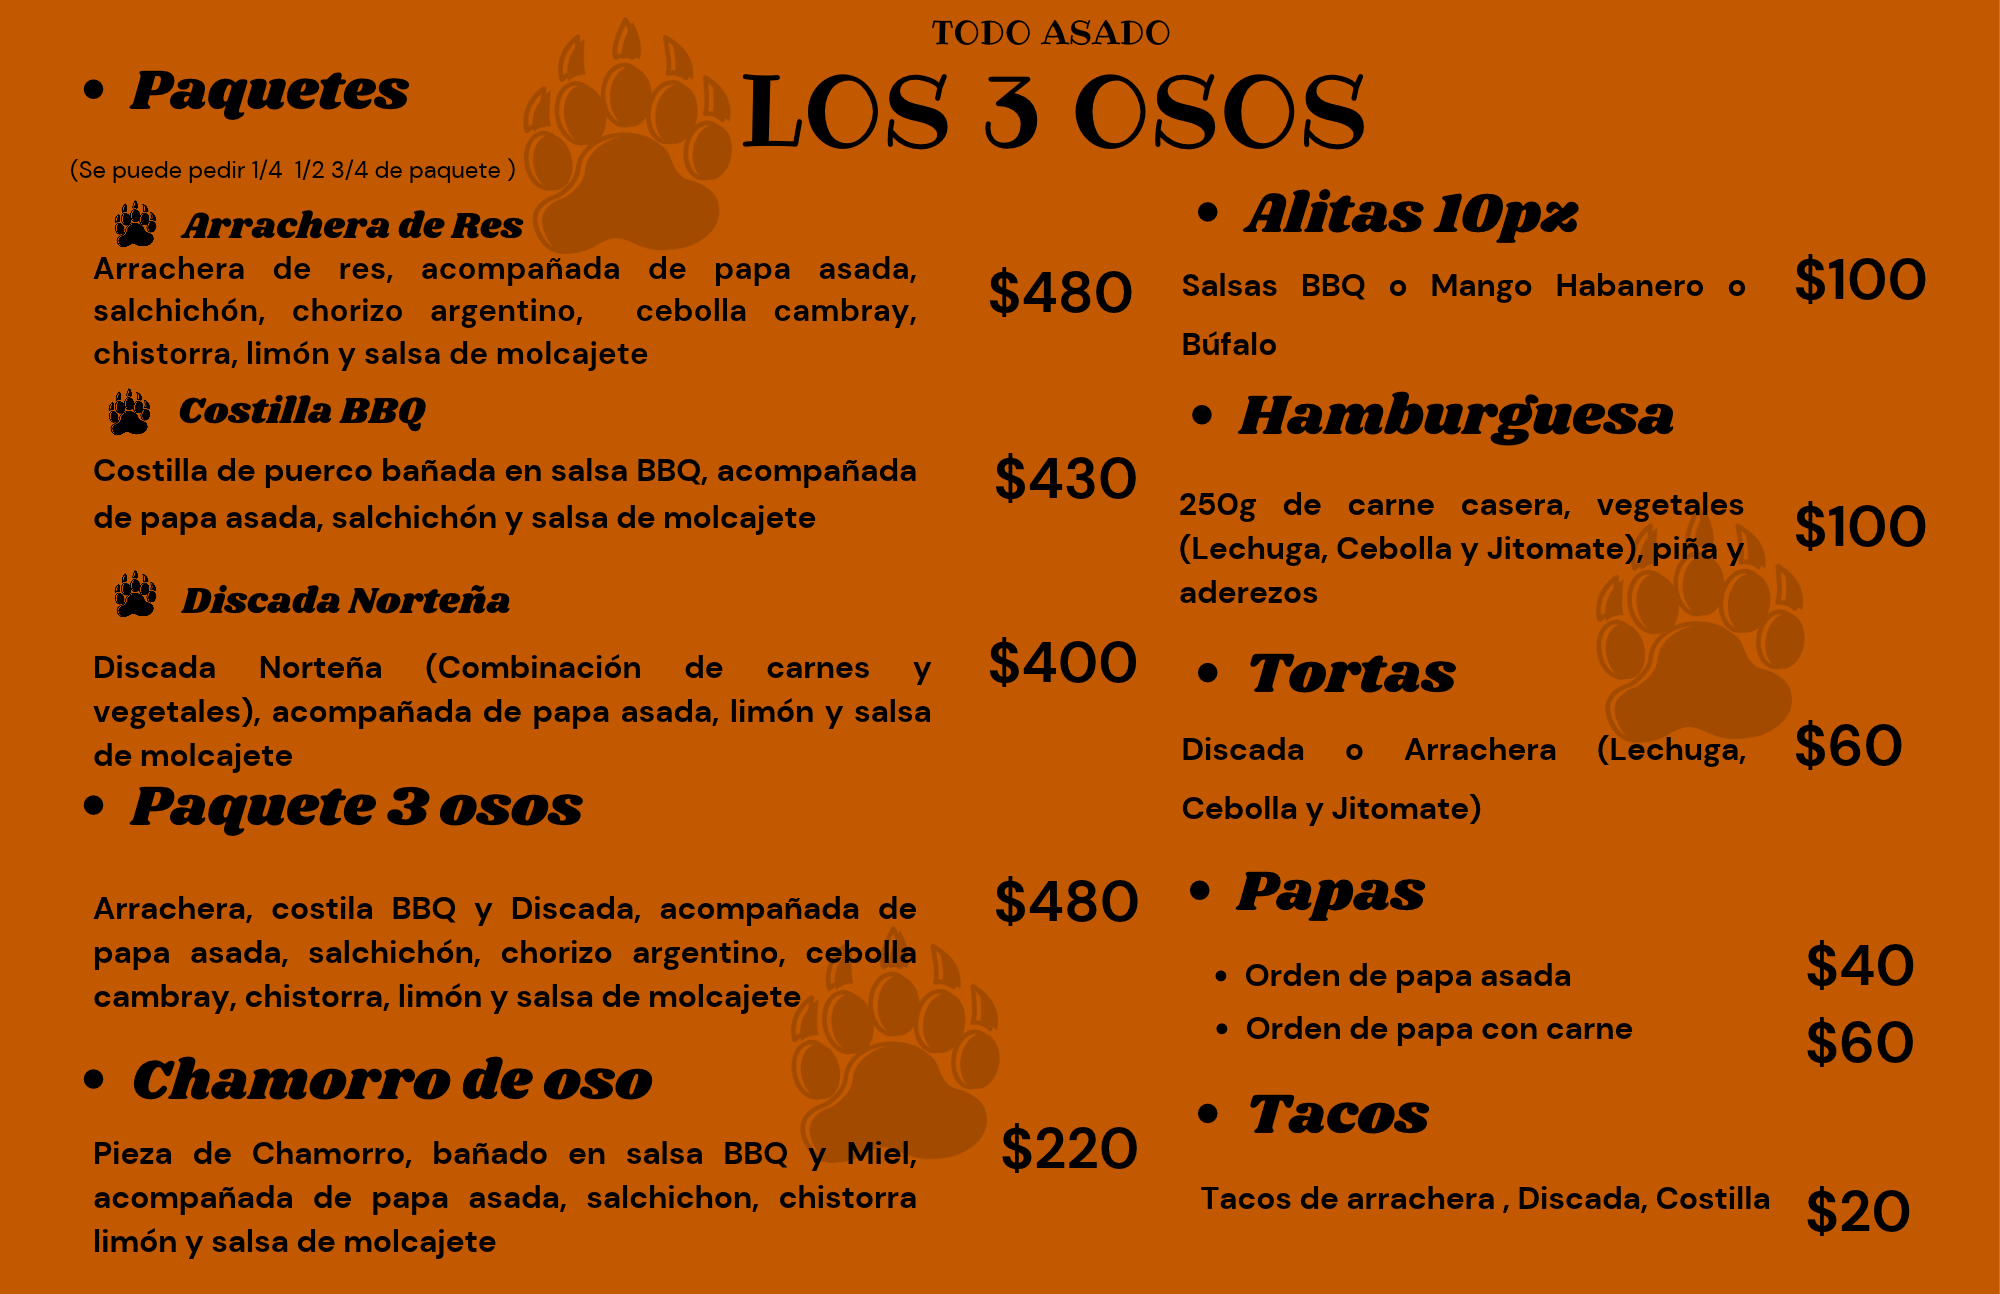 TODO ASADO
LOS 3 OSOS
• Paquetes
(Se puede pedir 1/4  1/2 3/4 de paquete )
Arrachera de Res
Arrachera de res, acompañada de papa asada,
salchichón, chorizo argentino,  cebolla cambray,
chistorra, limón y salsa de molcajete
$480
Costilla BBQ
Costilla de puerco bañada en salsa BBQ, acompañada
de papa asada, salchichón y salsa de molcajete
$430
Discada Norteña
Discada Norteña (Combinación de carnes y
vegetales), acompañada de papa asada, limón y salsa
de molcajete
$400
• Paquete 3 osos
Arrachera, costila BBQ y Discada, acompañada de
papa asada, salchichón, chorizo argentino, cebolla
cambray, chistorra, limón y salsa de molcajete
$480
• Chamorro de oso
Pieza de Chamorro, bañado en salsa BBQ y Miel,
acompañada de papa asada, salchichon, chistorra
limón y salsa de molcajete
$220
• Alitas 10pz
Salsas BBQ o Mango Habanero o
Búfalo
$100
• Hamburguesa
250g de carne casera, vegetales
(Lechuga, Cebolla y Jitomate), piña y
aderezos
$100
• Tortas
Discada o Arrachera (Lechuga,
Cebolla y Jitomate)
$60
• Papas
• Orden de papa asada
$40
• Orden de papa con carne
$60
• Tacos
Tacos de arrachera , Discada, Costilla
$20